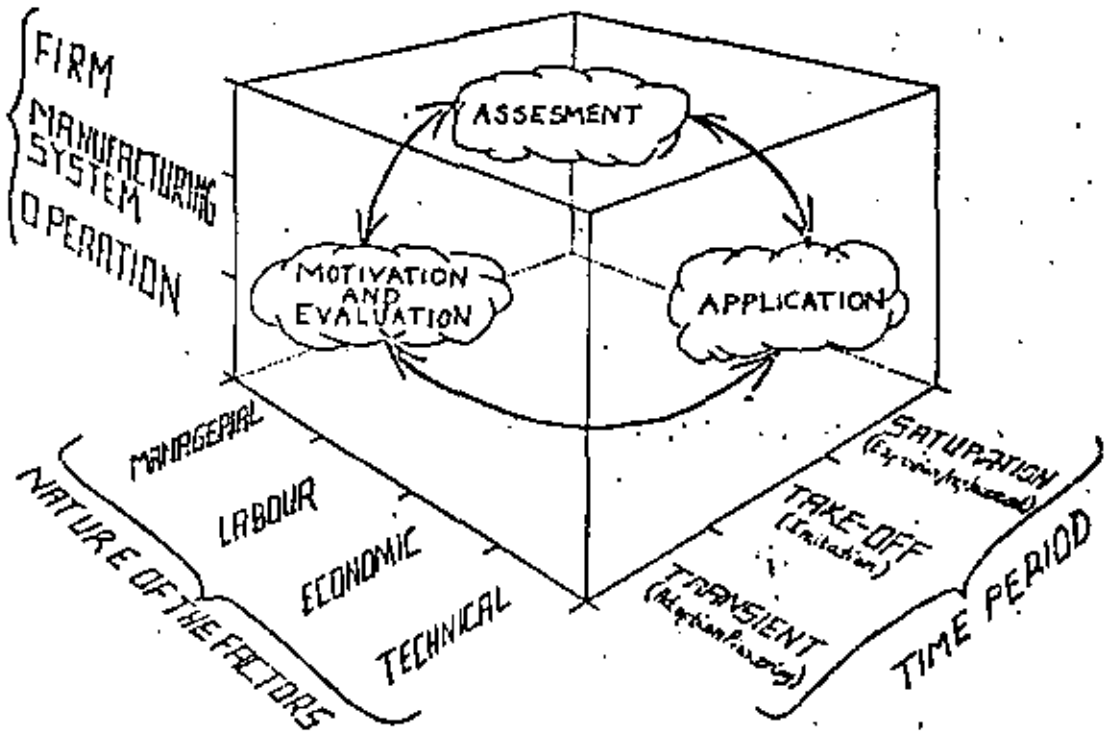 FIRM
MANUFACTURING
SYSTEM
OPERATION
ASSESMENT
MOTIVATION
AND
EVALUATION
APPLICATION
MANAGERIAL
LABOUR
ECONOMIC
TECHNICAL
NATURE OF THE FACTORS
SATURATION
TAKE-OFF
(Imitation)
TRANSIENT
TIME PERIOD